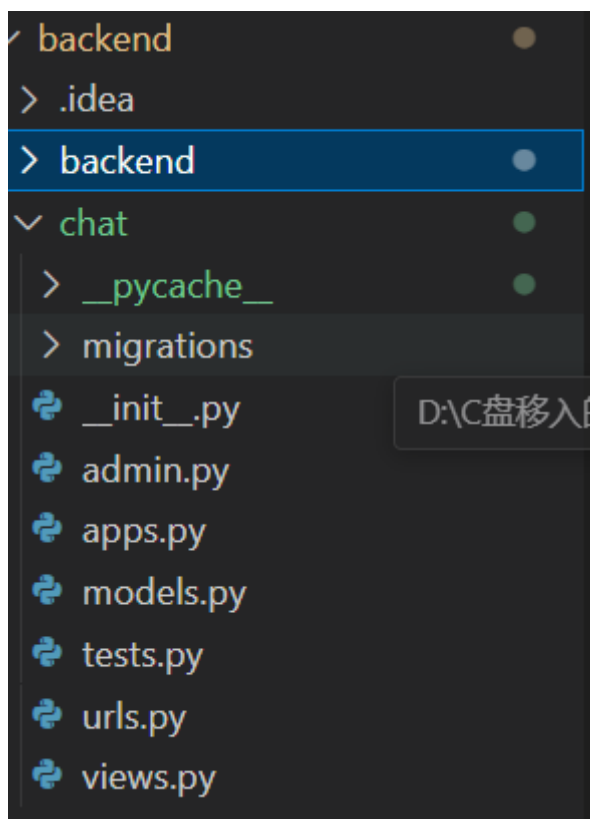 backend
.idea
backend
chat
__pycache__
migrations
__init__.py
D:\C盘移入
admin.py
apps.py
models.py
tests.py
urls.py
views.py